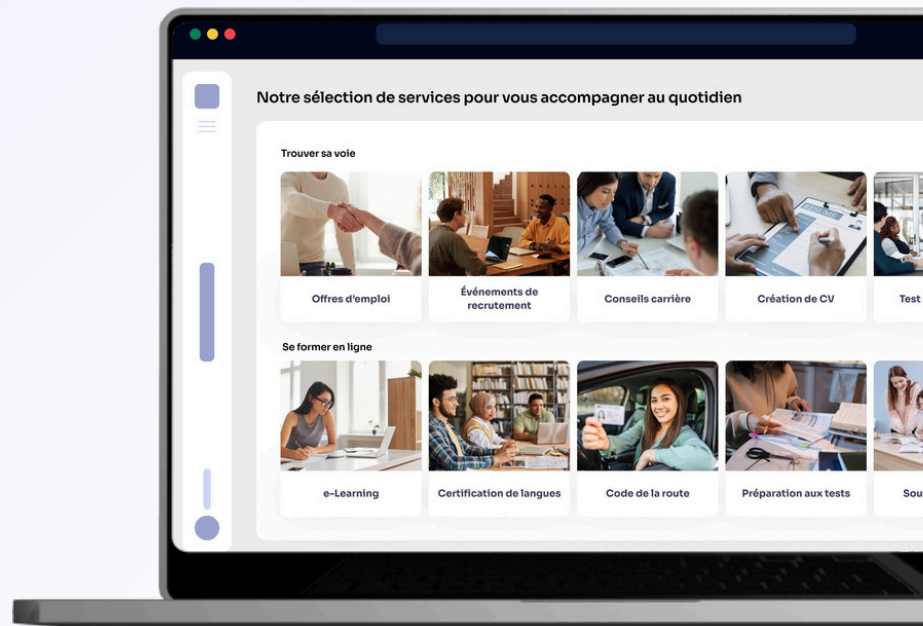 Notre sélection de services pour vous accompagner au quotidien
Trouver sa voie
Offres d'emploi
Événements de
recrutement
Conseils carrière
Création de CV
Test
Se former en ligne
e-Learning
Certification de langues
Code de la route
Préparation aux tests